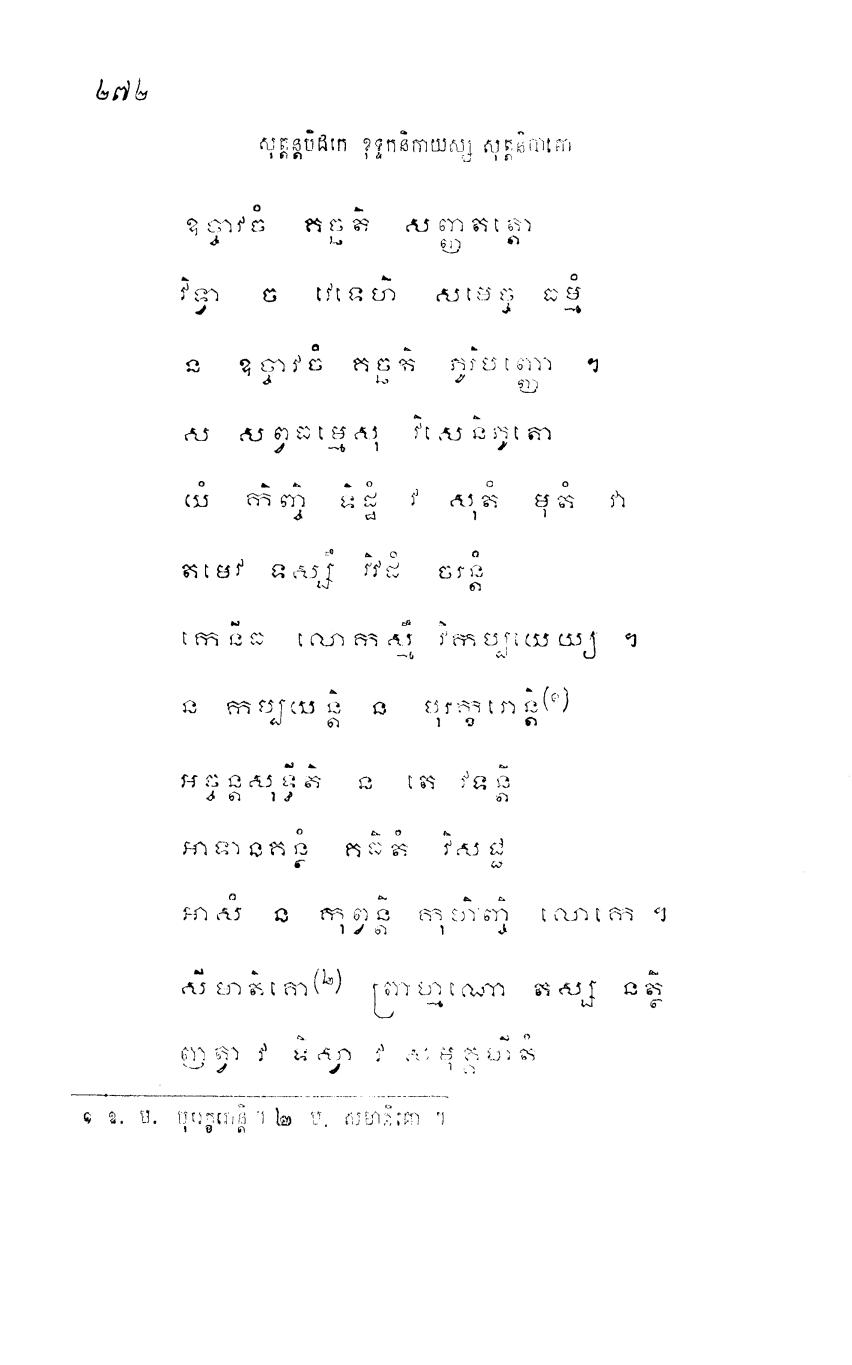 ២៧២
សុត្តន្តបិដកេ ខុទ្ទកនិកាយស្ស សុត្តនិបាតោ
ឧច្ចាវចំ គច្ឆតិ សញ្ញតត្តោ
វិទ្វា ច វេទេហិ សមេច្ច ធម្មំ
ន ឧច្ចាវចំ គច្ឆតិ ភូរិបញ្ញោ ។
ស សព្វធម្មេសុ វិសេនិភូតោ
យំ កិញ្ចិ ទិដ្ឋំ វ សុតំ មុតំ វា
តមេវ ទស្សឹ វិវដំ ចរន្តំ
កេនីធ លោកស្មឹ វិកប្បយេយ្យ ។
ន កប្បយន្តិ ន បុរក្ខរោន្តិ(១)
អច្ចន្តសុទ្ធីតិ ន តេ វទន្តិ
អាទានគន្ថំ គធិតំ វិសជ្ជ
អាសំ ន កុព្វន្តិ កុហិញ្ចិ លោកេ ។
សីមាតិគោ(២) ព្រាហ្មណោ តស្ស នត្ថិ
ញត្វា វ ទិស្វា វ សមុគ្គហីតំ
១ ឧ. ម. បុរេក្ខរោន្តិ ។ ២